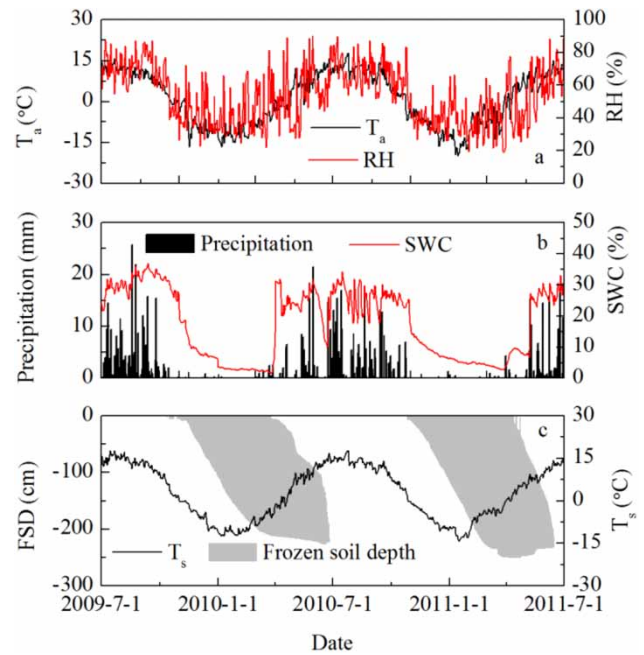 30
15
0
-15
-30
Tₐ (°C)
100
80
60
40
20
0
RH (%)
Tₐ
RH
a
30
20
10
0
Precipitation (mm)
50
40
30
20
10
0
SWC (%)
Precipitation
SWC
b
0
-100
-200
-300
FSD (cm)
30
15
0
-15
-30
Tₛ (°C)
Tₛ
Frozen soil depth
c
2009-7-1 2010-1-1 2010-7-1 2011-1-1 2011-7-1
Date